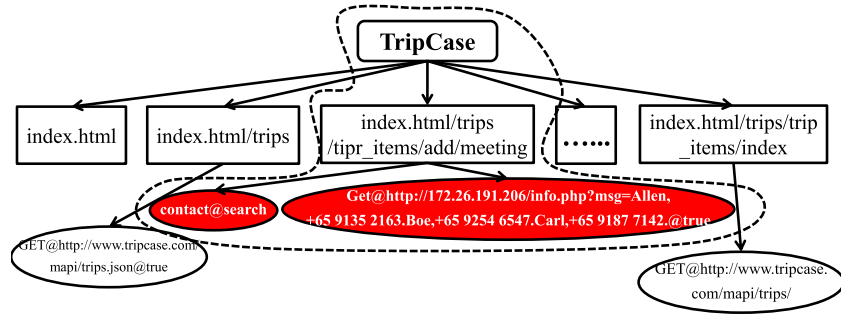 TripCase
index.html
index.html/trips
index.html/trips
/tipr_items/add/meeting
......
index.html/trips/trip
_items/index
contact@search
Get@http://172.26.191.206/info.php?msg=Allen,
+65 9135 2163.Boe,+65 9254 6547.Carl,+65 9187 7142.@true
GET@http://www.tripcase.com/
mapi/trips.json@true
GET@http://www.tripcase.
com/mapi/trips/